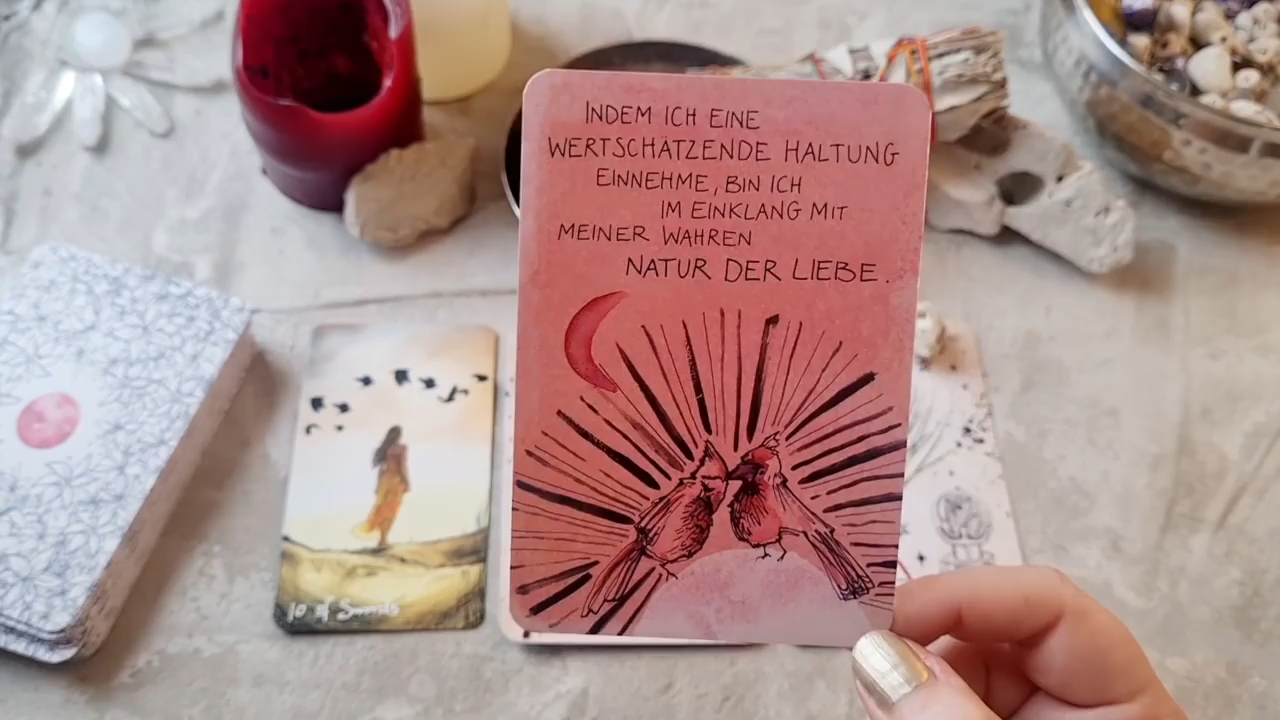 INDEM ICH EINE
WERTSCHÄTZENDE HALTUNG
EINNEHME, BIN ICH
IM EINKLANG MIT
MEINER WAHREN
NATUR DER LIEBE.
10 of Swords